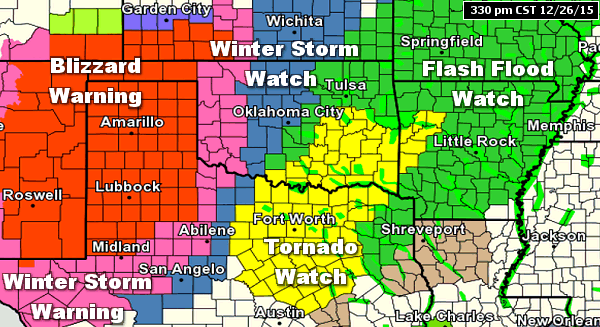 330 pm CST 12/26/15
Garden City
Wichita
Springfield
Winter Storm
Watch
Blizzard
Warning
Flash Flood
Watch
Tulsa
Oklahoma City
Amarillo
Memphis
Little Rock
Roswell
Lubbock
Fort Worth
Abilene
Shreveport
Jackson
Tornado
Watch
Midland
San Angelo
Winter Storm
Warning
Austin
Lake Charles
New Orlean
Pa
e